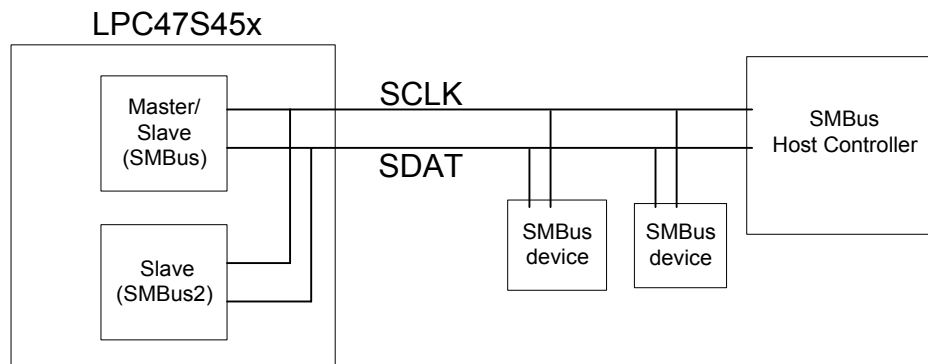 LPC47S45x
Master/
Slave
(SMBus)
SCLK
SDAT
SMBus
Host Controller
Slave
(SMBus2)
SMBus
device
SMBus
device